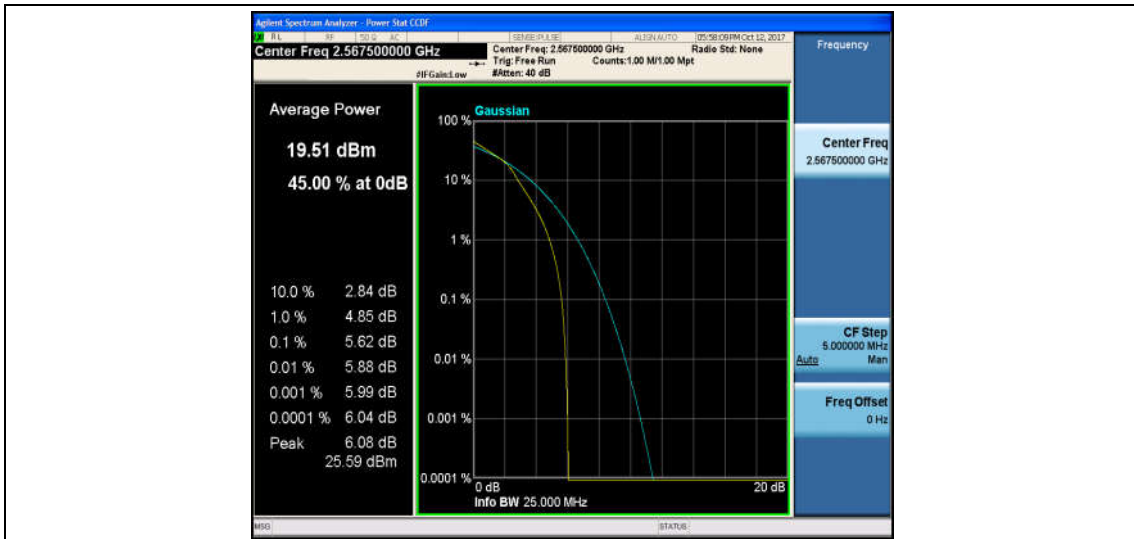 Agilent Spectrum Analyzer - Power Stat CCDF
RL RF 50 Ω AC SENSE:PULSE ALIGN AUTO 05:58:09 PM Oct 12, 2017
Center Freq 2.567500000 GHz
Center Freq: 2.567500000 GHz Radio Std: None
Trig: Free Run Counts:1.00 M/1.00 Mpt
#IFGain:Low #Atten: 40 dB
Frequency
Average Power
19.51 dBm
45.00 % at 0dB
10.0 % 2.84 dB
1.0 % 4.85 dB
0.1 % 5.62 dB
0.01 % 5.88 dB
0.001 % 5.99 dB
0.0001 % 6.04 dB
Peak 6.08 dB
25.59 dBm
Gaussian
100 %
10 %
1 %
0.1 %
0.01 %
0.001 %
0.0001 %
0 dB 20 dB
Info BW 25.000 MHz
Center Freq
2.567500000 GHz
CF Step
5.000000 MHz
Auto Man
Freq Offset
0 Hz
MSG STATUS